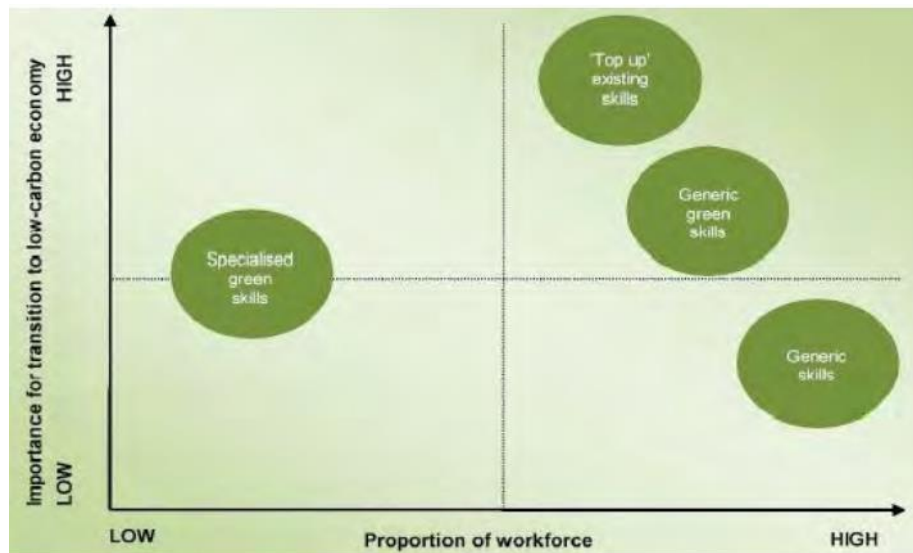 Importance for transition to low-carbon economy
HIGH
LOW
'Top up'
existing
skills
Generic
green
skills
Specialised
green
skills
Generic
skills
LOW
Proportion of workforce
HIGH